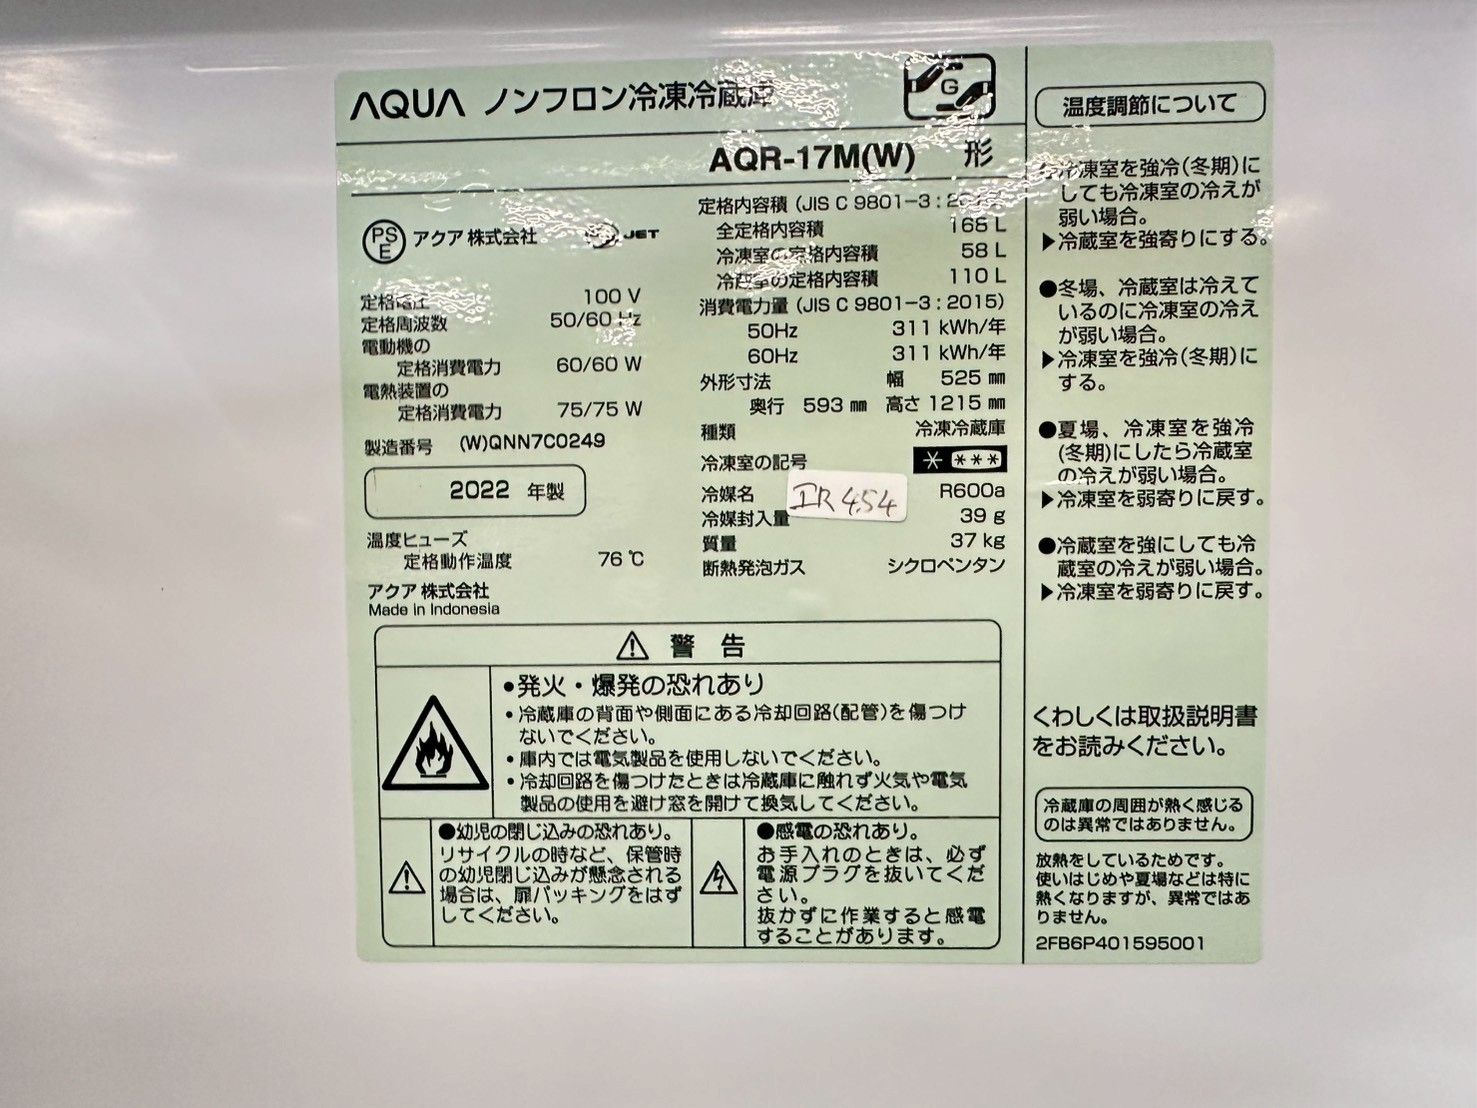 AQUA ノンフロン冷凍冷蔵庫
G
AQR-17M(W) 形
PSE アクア 株式会社 JET
定格電圧 100 V
定格周波数 50/60 Hz
電動機の
定格消費電力 60/60 W
電熱装置の
定格消費電力 75/75 W
製造番号 (W)QNN7C0249
2022 年製
温度ヒューズ
定格動作温度 76℃
アクア 株式会社
Made in Indonesia
定格内容積 (JIS C 9801-3:
全定格内容積 168 L
冷凍室の定格内容積 58 L
冷蔵室の定格内容積 110 L
消費電力量 (JIS C 9801-3:2015)
50Hz 311 kWh/年
60Hz 311 kWh/年
外形寸法 幅 525 mm
奥行 593 mm 高さ 1215 mm
種類 冷凍冷蔵庫
冷凍室の記号 * ***
冷媒名 R600a
IR 454
冷媒封入量 39 g
質量 37 kg
断熱発泡ガス シクロペンタン
警告
●発火・爆発の恐れあり
・冷蔵庫の背面や側面にある冷却回路(配管)を傷つけ
ないでください。
・庫内では電気製品を使用しないでください。
・冷却回路を傷つけたときは冷蔵庫に触れず火気や電気
製品の使用を避け窓を開けて換気してください。
●幼児の閉じ込みの恐れあり。
リサイクルの時など、保管時
の幼児閉じ込みが懸念される
場合は、扉パッキングをはず
してください。
●感電の恐れあり。
お手入れのときは、必ず
電源プラグを抜いてくだ
さい。
抜かずに作業すると感電
することがあります。
温度調節について
冷凍室を強冷(冬期)に
しても冷凍室の冷えが
弱い場合。
▶冷蔵室を強寄りにする。
●冬場、冷蔵室は冷えて
いるのに冷凍室の冷え
が弱い場合。
▶冷凍室を強冷(冬期)に
する。
●夏場、冷凍室を強冷
(冬期)にしたら冷蔵室
の冷えが弱い場合。
▶冷凍室を弱寄りに戻す。
●冷蔵室を強にしても冷
蔵室の冷えが弱い場合。
▶冷凍室を弱寄りに戻す。
くわしくは取扱説明書
をお読みください。
冷蔵庫の周囲が熱く感じる
のは異常ではありません。
放熱をしているためです。
使いはじめや夏場などは特に
熱くなりますが、異常ではあ
りません。
2FB6P401595001